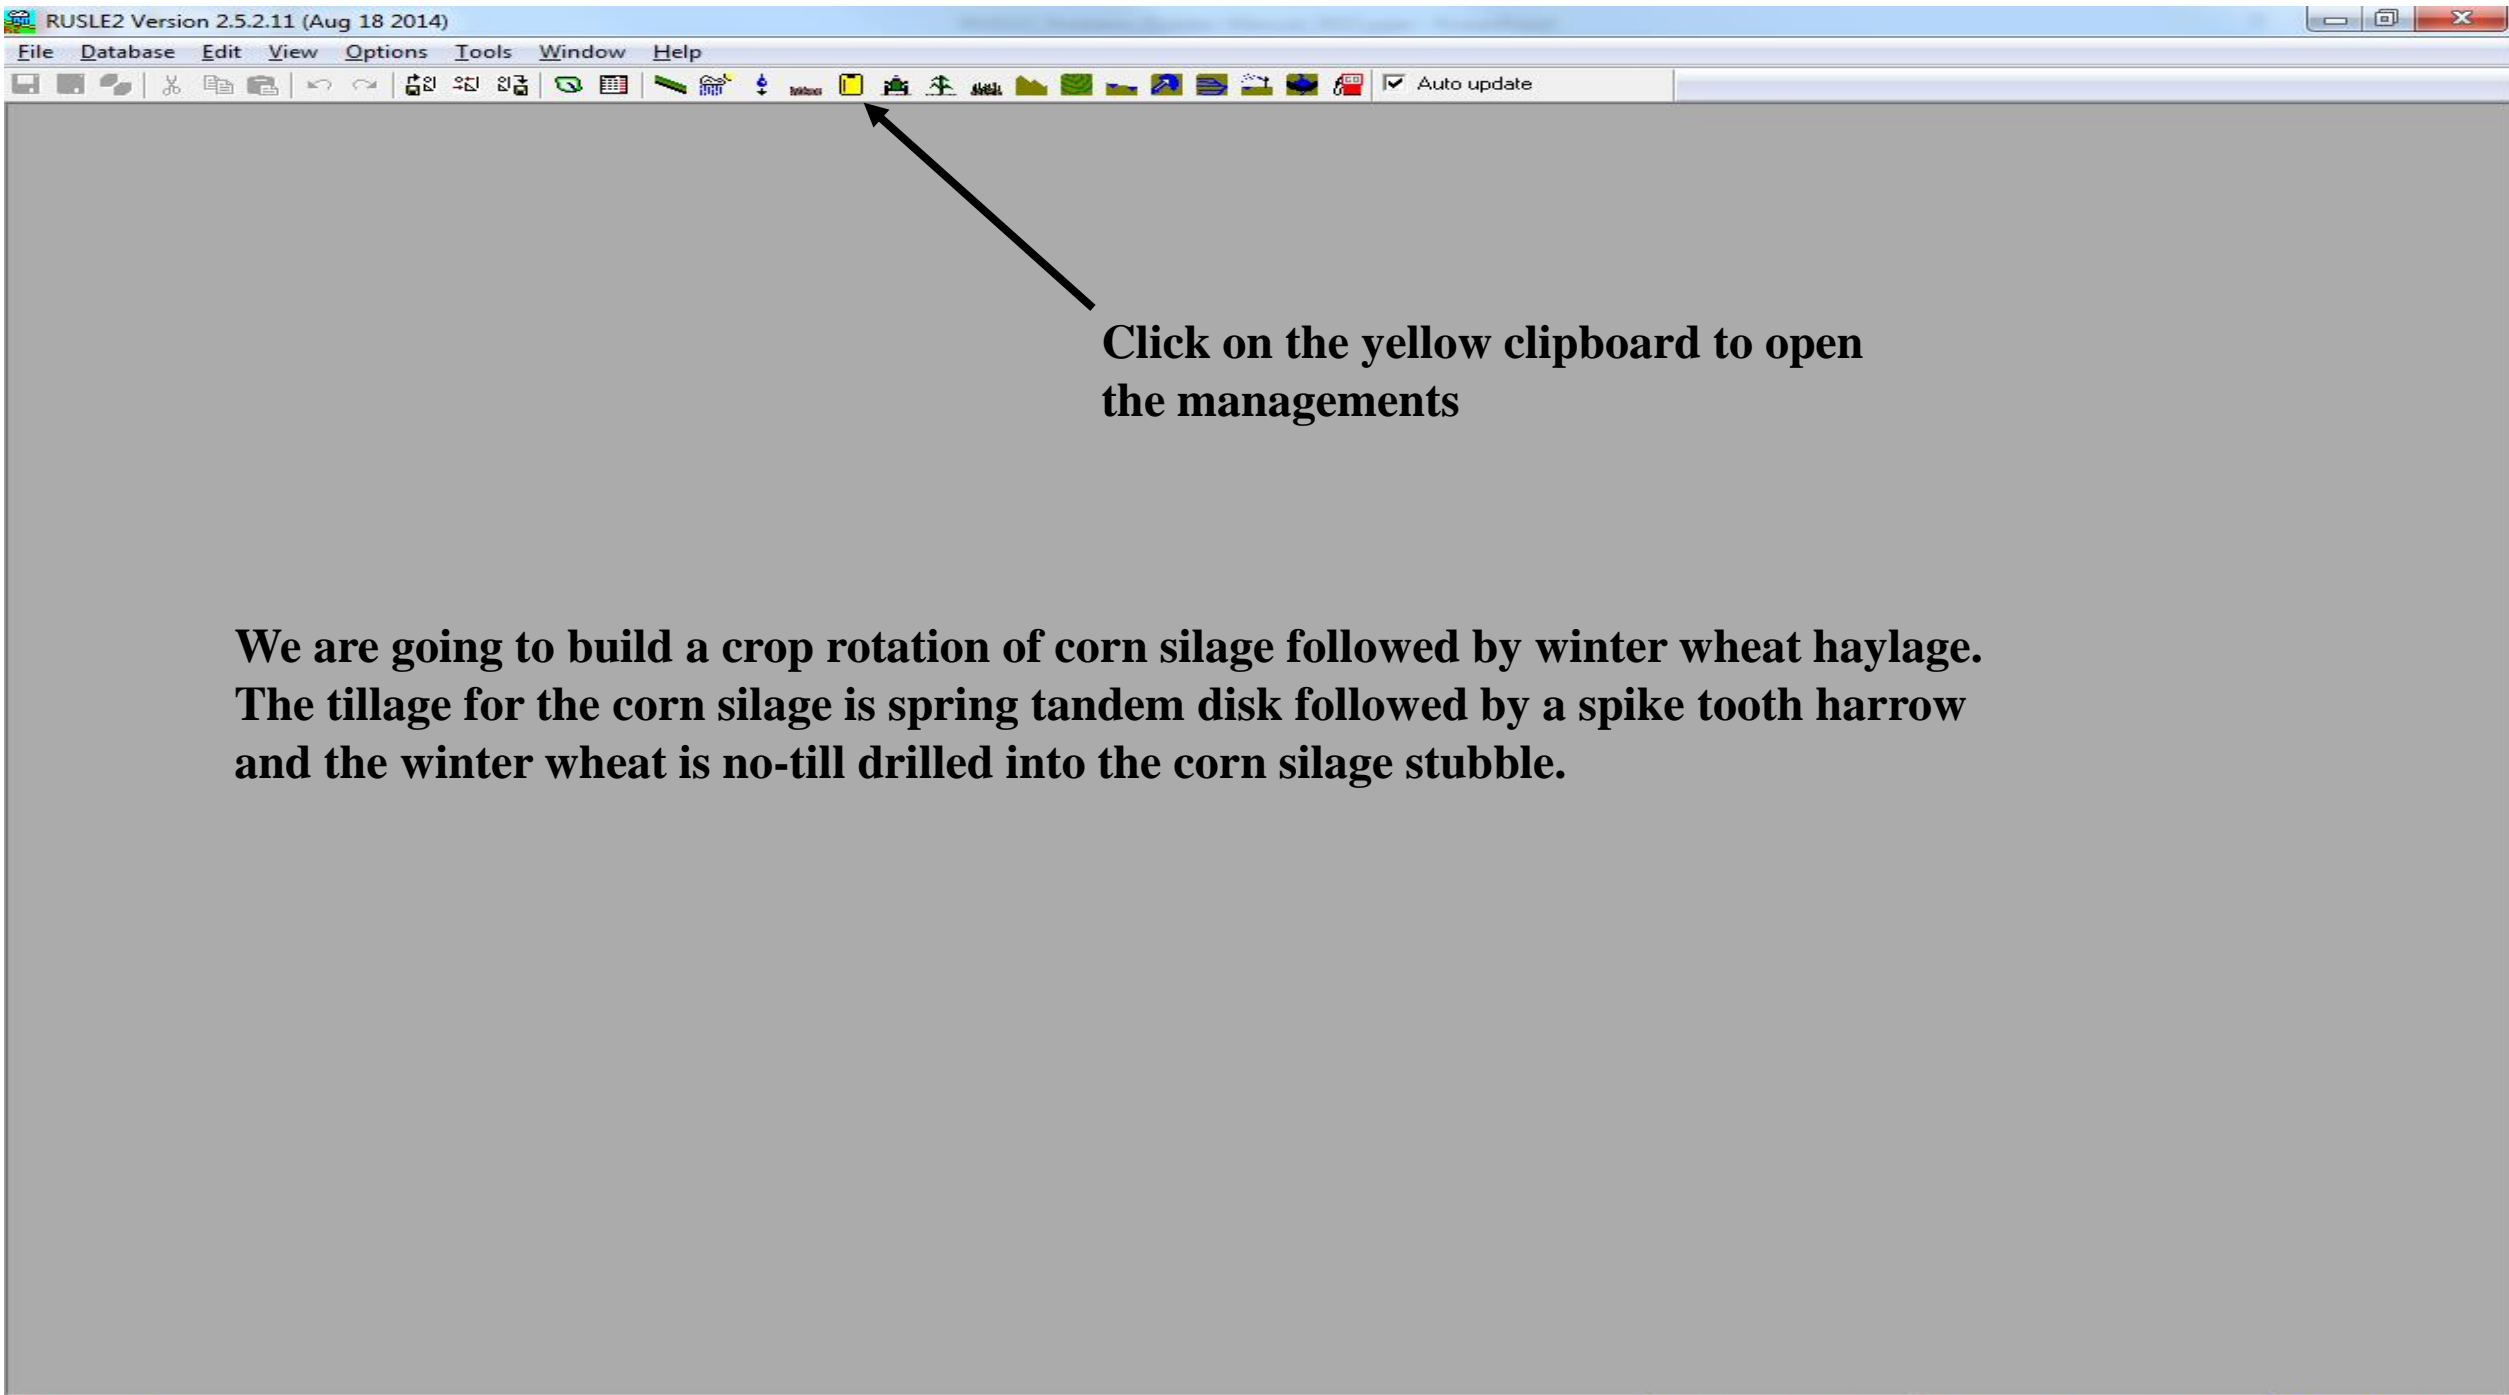 RUSLE2 Version 2.5.2.11 (Aug 18 2014)
File Database Edit View Options Tools Window Help
Auto update
Click on the yellow clipboard to open
the managements
We are going to build a crop rotation of corn silage followed by winter wheat haylage.
The tillage for the corn silage is spring tandem disk followed by a spike tooth harrow
and the winter wheat is no-till drilled into the corn silage stubble.